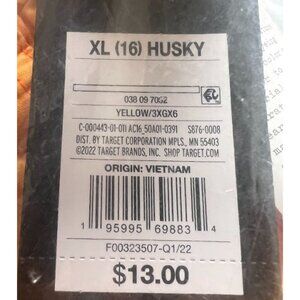 XL (16) HUSKY
038 09 7052
YELLOW/3XGX6
C-000443-01-011 AC16_50A01-0391 S876-0008
DIST. BY TARGET CORPORATION MPLS., MN 55403
©2022 TARGET BRANDS, INC. SHOP TARGET.COM
ORIGIN: VIETNAM
1 95995 69883 4
F00323507-Q1/22
$13.00